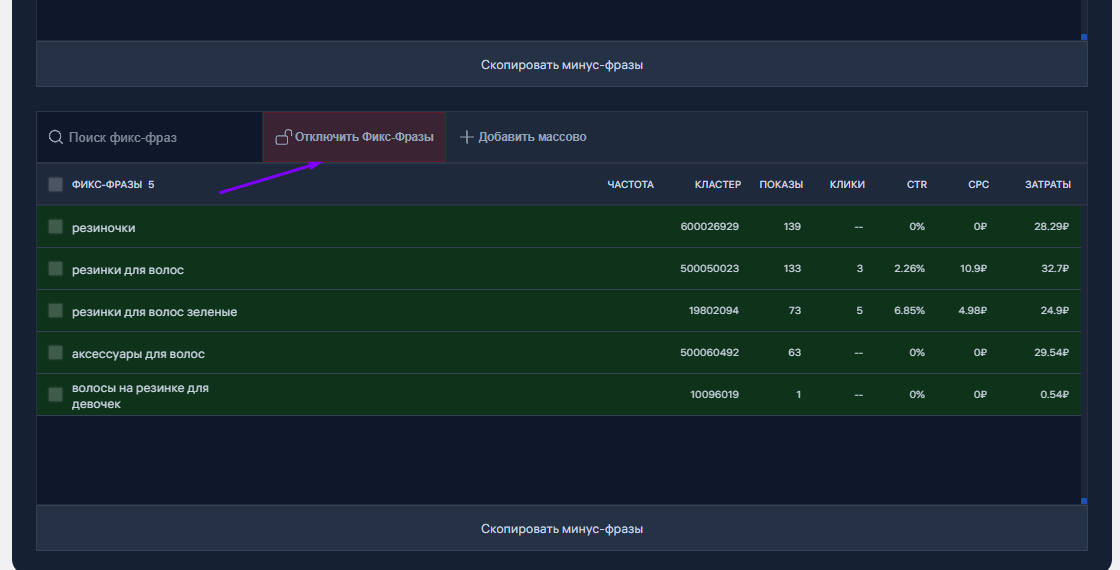 Скопировать минус-фразы
Поиск фикс-фраз Отключить Фикс-Фразы Добавить массово
ФИКС-ФРАЗЫ 5 ЧАСТОТА КЛАСТЕР ПОКАЗЫ КЛИКИ CTR CPC ЗАТРАТЫ
резиночки 600026929 139 -- 0% 0₽ 28.29₽
резинки для волос 500050023 133 3 2.26% 10.9₽ 32.7₽
резинки для волос зеленые 19802094 73 5 6.85% 4.98₽ 24.9₽
аксессуары для волос 500060492 63 -- 0% 0₽ 29.54₽
волосы на резинке для
девочек 10096019 1 -- 0% 0₽ 0.54₽
Скопировать минус-фразы